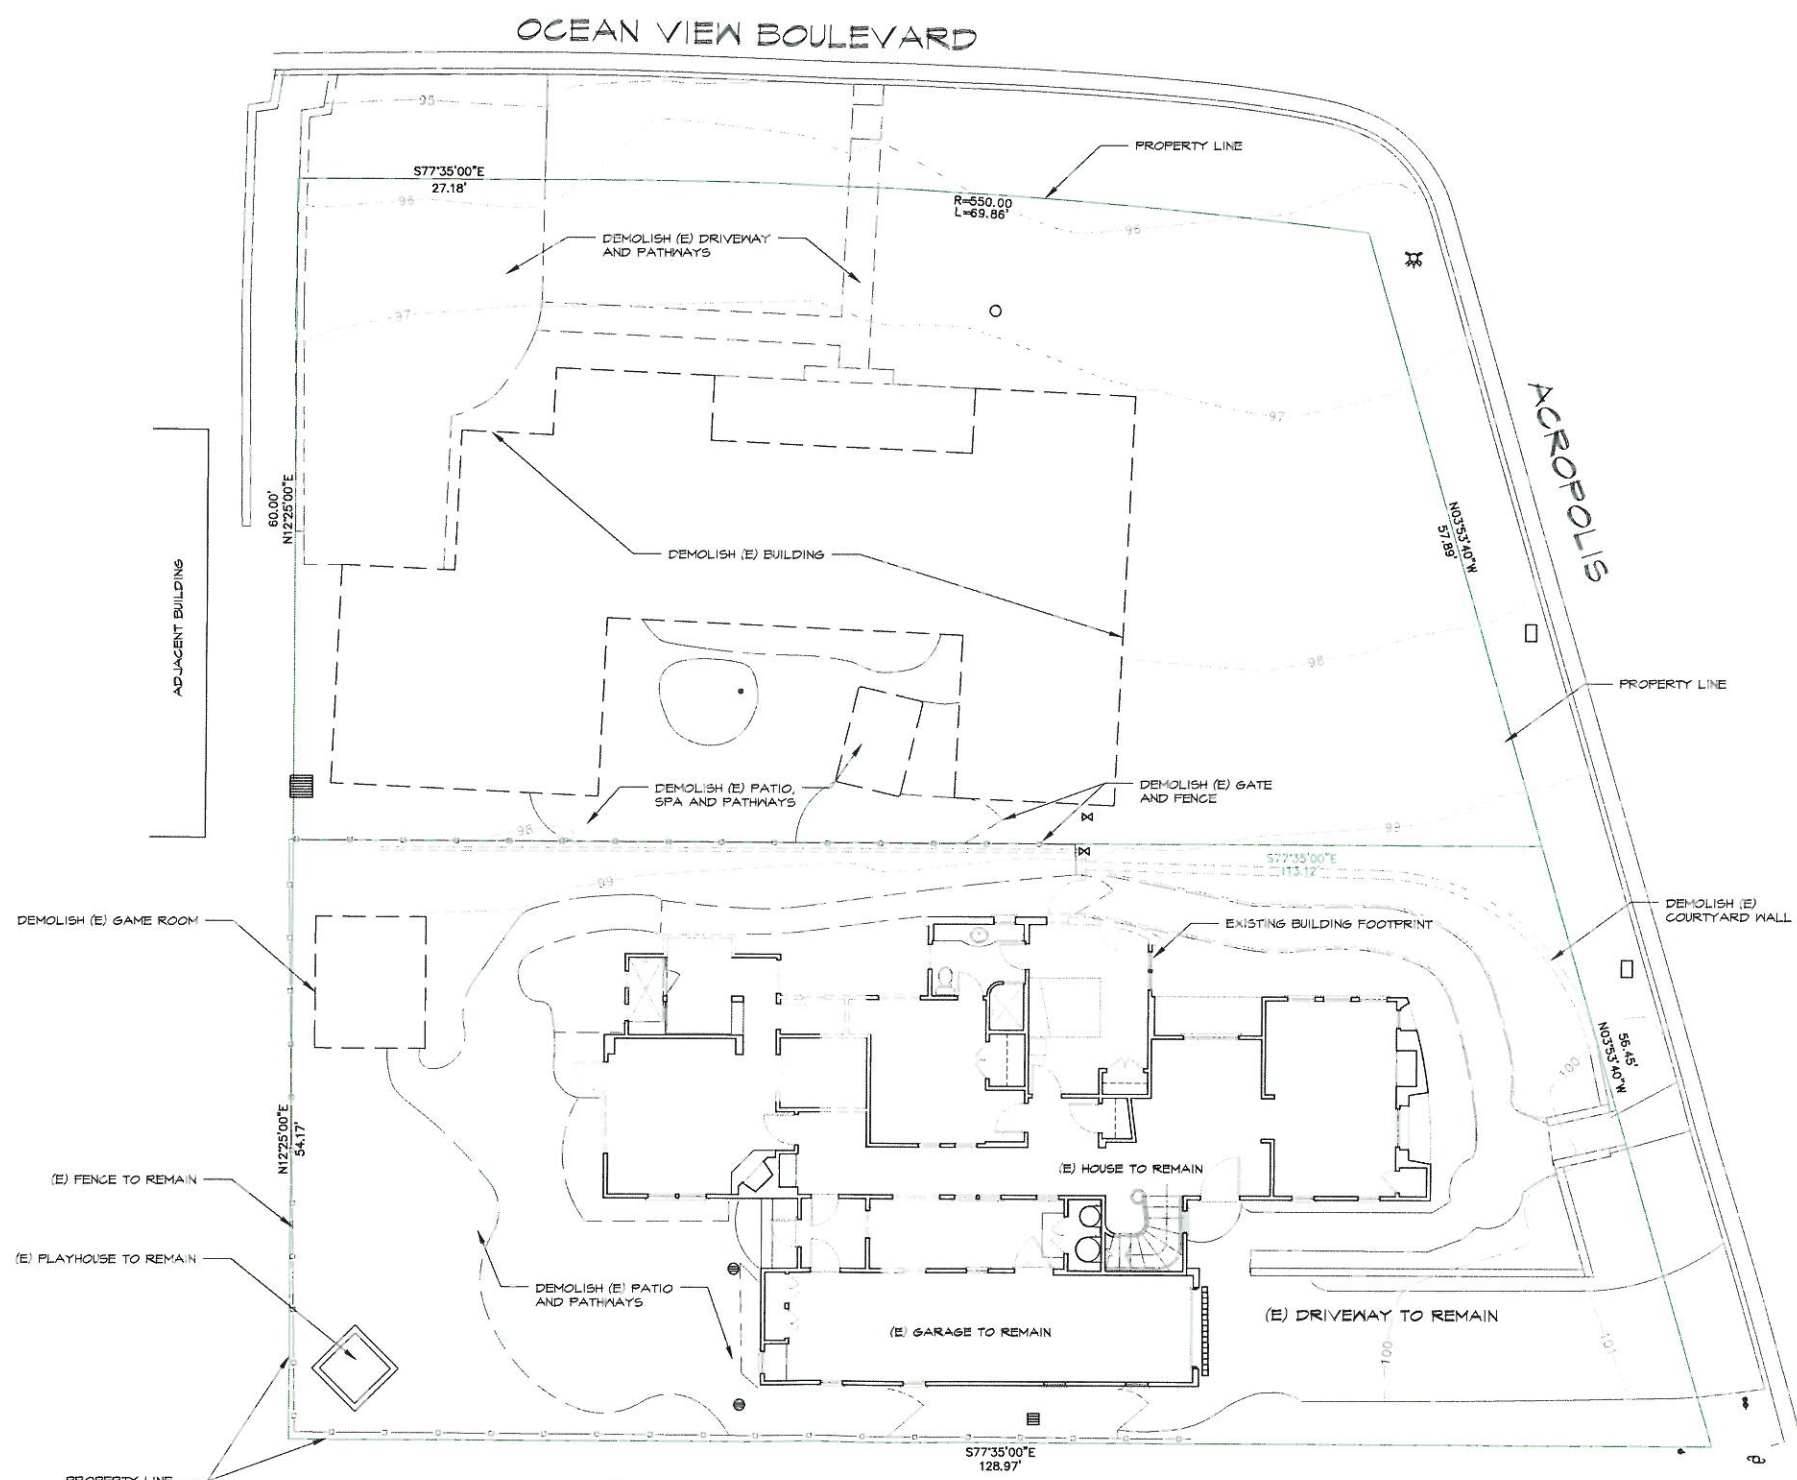 OCEAN VIEW BOULEVARD
95
PROPERTY LINE
S77°35'00"E
27.18'
96
R=550.00
L=69.86'
96
DEMOLISH (E) DRIVEWAY
AND PATHWAYS
97
97
ACROPOLIS
60.00'
N12°25'00"E
N03°53'40"W
57.89'
DEMOLISH (E) BUILDING
ADJACENT BUILDING
98
PROPERTY LINE
DEMOLISH (E) PATIO,
SPA AND PATHWAYS
DEMOLISH (E) GATE
AND FENCE
98
99
S77°35'00"E
113.12'
99
DEMOLISH (E) GAME ROOM
DEMOLISH (E)
COURTYARD WALL
EXISTING BUILDING FOOTPRINT
56.45'
N03°53'40"W
100
N12°25'00"E
54.17'
(E) HOUSE TO REMAIN
(E) FENCE TO REMAIN
(E) PLAYHOUSE TO REMAIN
DEMOLISH (E) PATIO
AND PATHWAYS
(E) GARAGE TO REMAIN
(E) DRIVEWAY TO REMAIN
100
101
S77°35'00"E
128.97'
PROPERTY LINE